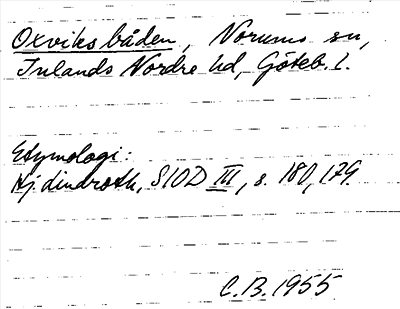 Oxviksbåden, Norums sn,
Inlands Nordre hd, Göteb. l.
Etymologi:
Hj. Lindroth, SIOD III, s. 180, 179.
C.B. 1955